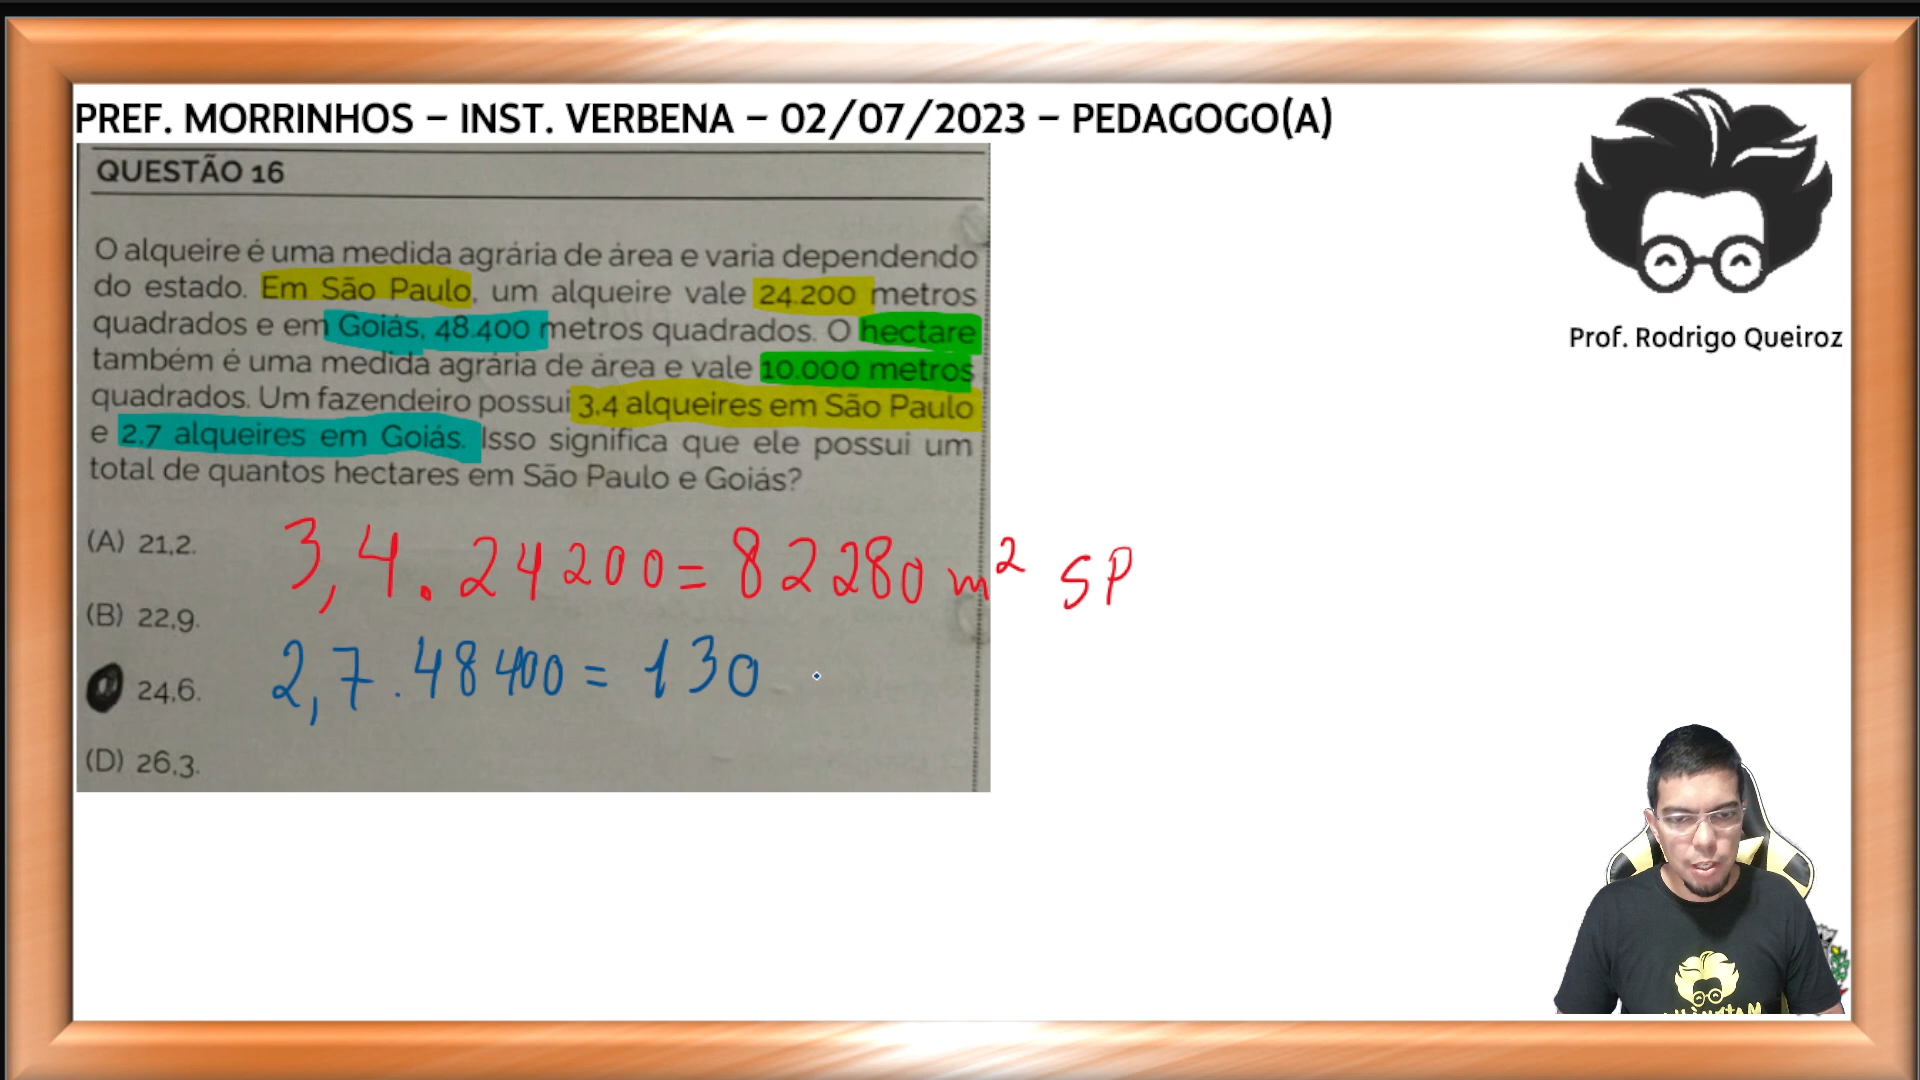 PREF. MORRINHOS – INST. VERBENA – 02/07/2023 – PEDAGOGO(A)
QUESTÃO 16
O alqueire é uma medida agrária de área e varia dependendo
do estado. Em São Paulo, um alqueire vale 24.200 metros
quadrados e em Goiás, 48.400 metros quadrados. O hectare
também é uma medida agrária de área e vale 10.000 metros
quadrados. Um fazendeiro possui 3,4 alqueires em São Paulo
e 2,7 alqueires em Goiás. Isso significa que ele possui um
total de quantos hectares em São Paulo e Goiás?
(A) 21,2.
3,4 . 24200 = 82280 m² SP
(B) 22,9.
2,7 . 48400 = 130
24,6.
(D) 26,3.
Prof. Rodrigo Queiroz